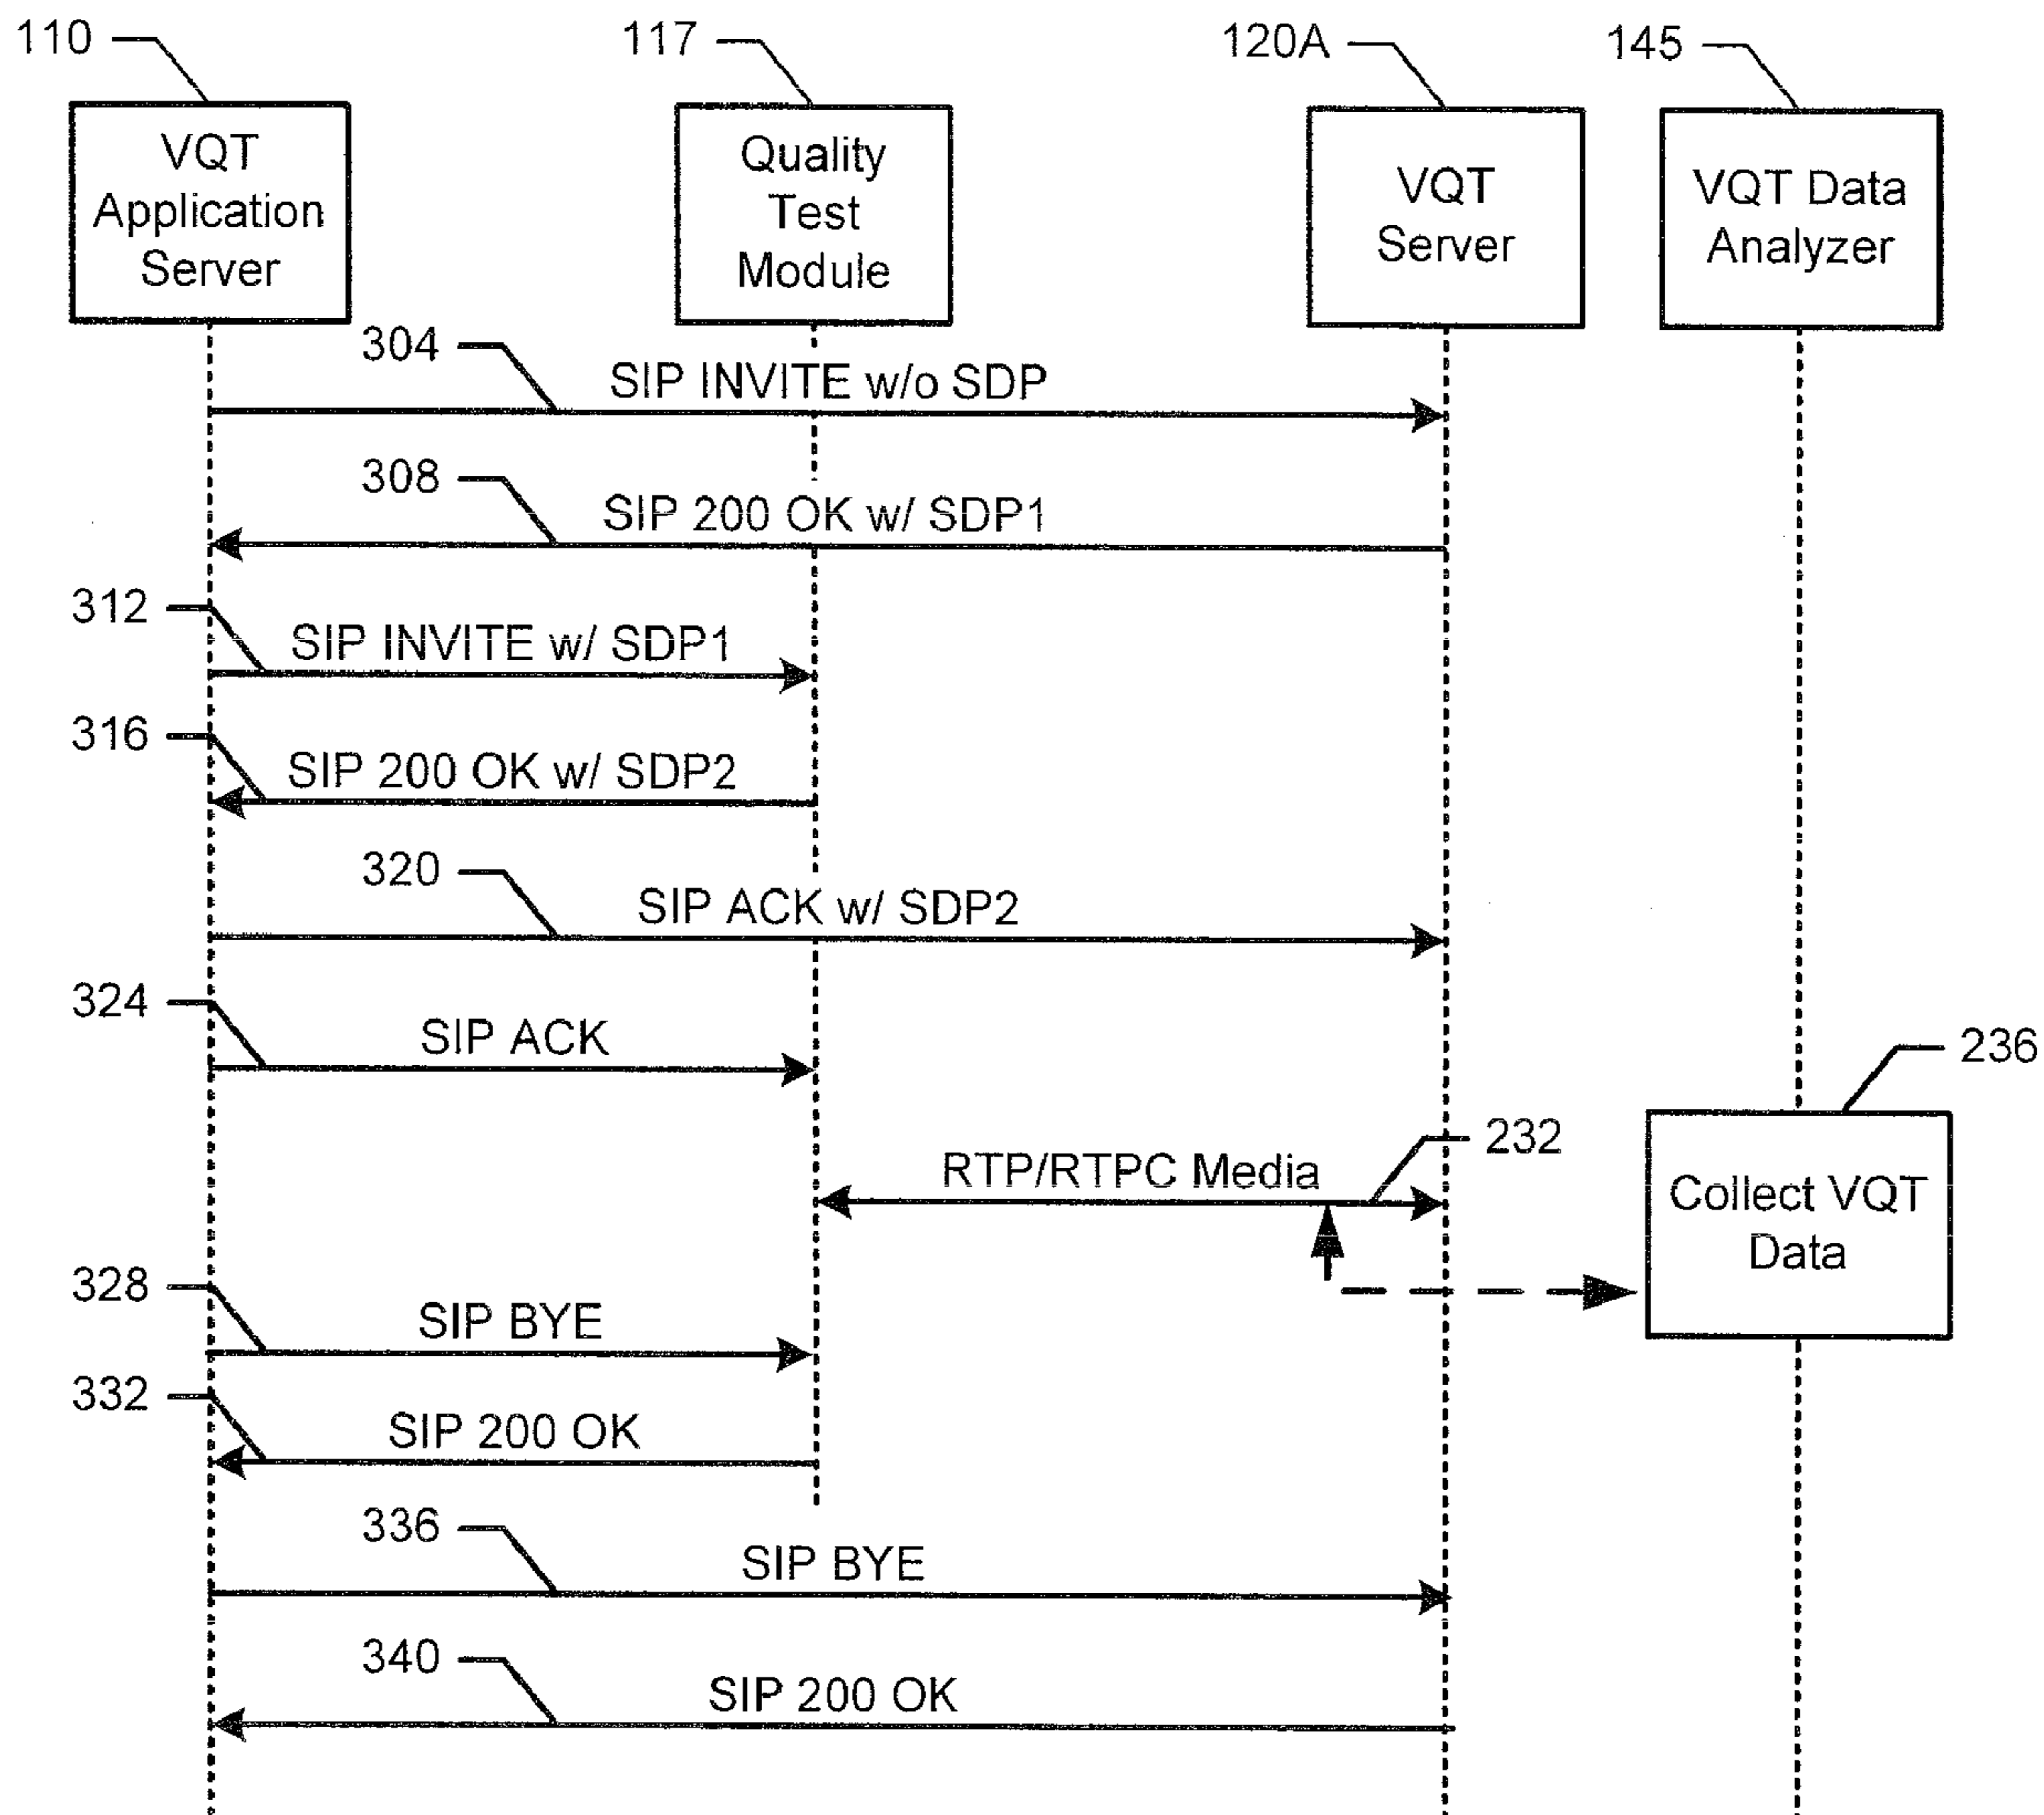 110
117
120A
145
VQT
Application
Server
Quality
Test
Module
VQT
Server
VQT Data
Analyzer
304
SIP INVITE w/o SDP
308
SIP 200 OK w/ SDP1
312
SIP INVITE w/ SDP1
316
SIP 200 OK w/ SDP2
320
SIP ACK w/ SDP2
324
SIP ACK
236
232
RTP/RTPC Media
Collect VQT
Data
328
SIP BYE
332
SIP 200 OK
336
SIP BYE
340
SIP 200 OK